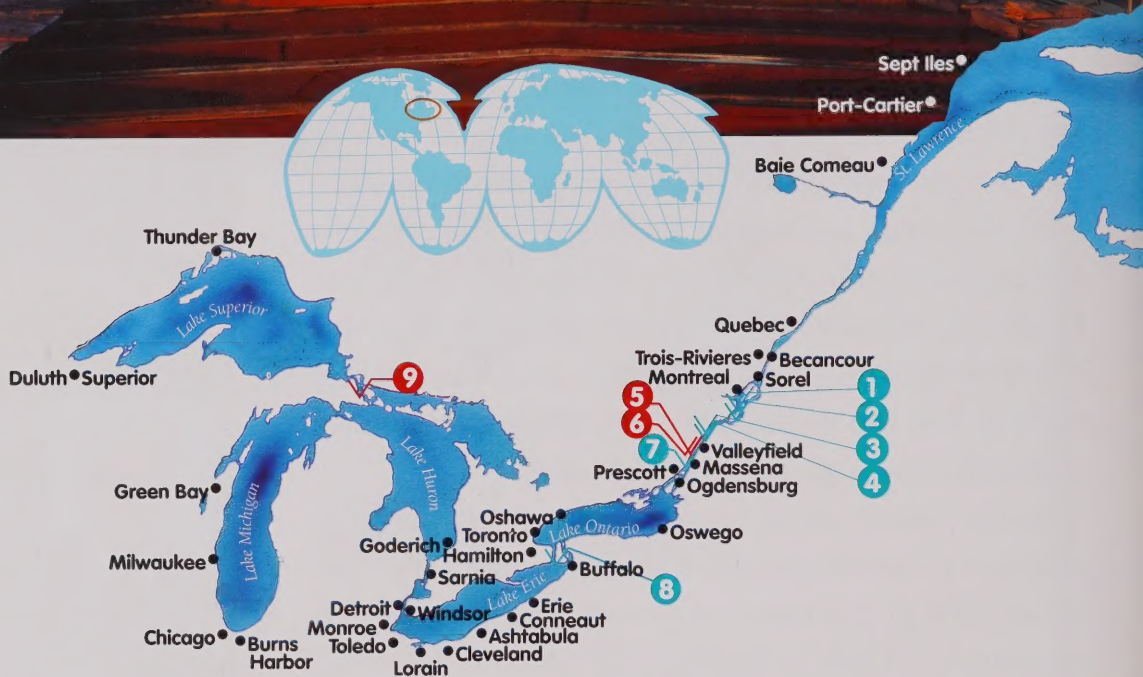 Sept Iles
Port-Cartier
St. Lawrence
Baie Comeau
Thunder Bay
Lake Superior
Quebec
Trois-Rivieres
Becancour
Duluth
Superior
9
Montreal
Sorel
1
5
2
6
3
7
Valleyfield
Lake Huron
Prescott
Massena
4
Green Bay
Ogdensburg
Lake Michigan
Oshawa
Toronto
Lake Ontario
Oswego
Goderich
Hamilton
Milwaukee
Sarnia
Buffalo
Lake Erie
8
Detroit
Windsor
Erie
Monroe
Conneaut
Chicago
Burns
Harbor
Toledo
Ashtabula
Lorain
Cleveland